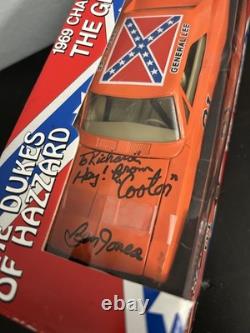 1969 CHA
THE G
THE DUKES
OF HAZZARD
GENERAL LEE
To Richard
Hey! from
"Cooter"
Ben Jones